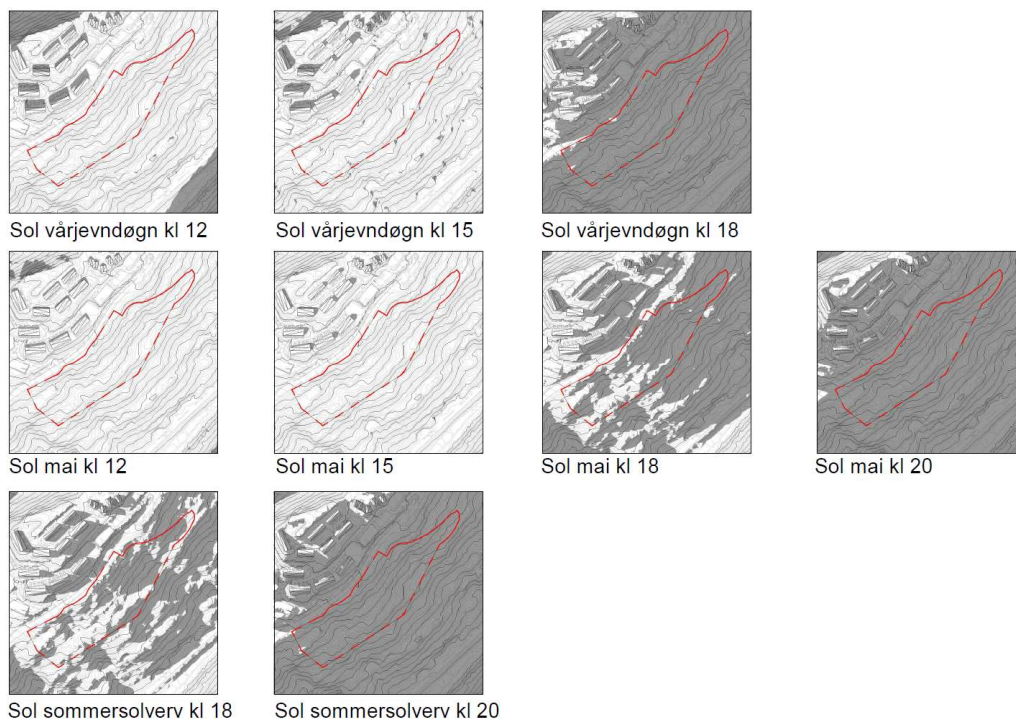 Sol vårjevndøgn kl 12
Sol vårjevndøgn kl 15
Sol vårjevndøgn kl 18
Sol mai kl 12
Sol mai kl 15
Sol mai kl 18
Sol mai kl 20
Sol sommersolverv kl 18
Sol sommersolverv kl 20